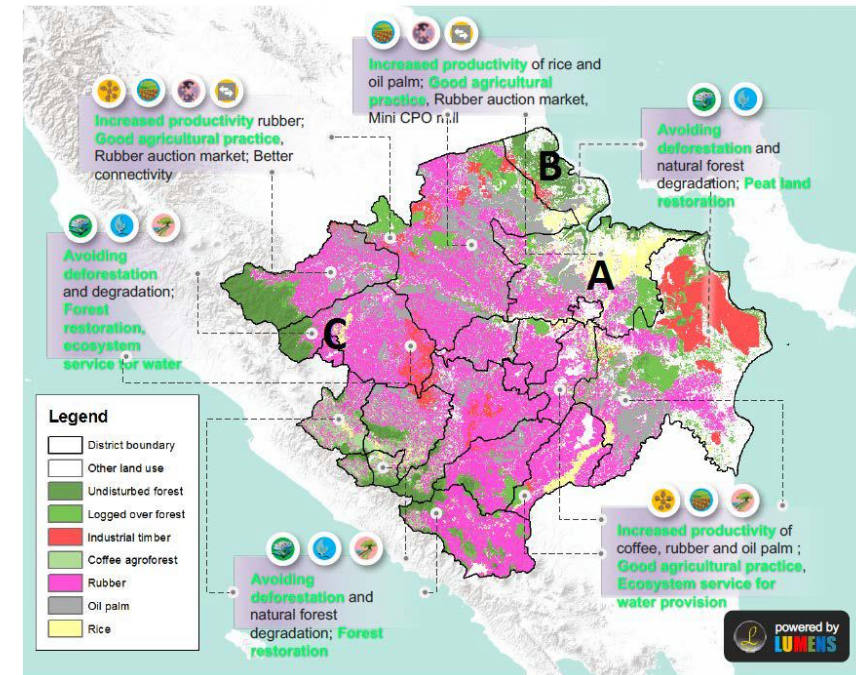 Increased productivity of rice and
oil palm; Good agricultural
practice, Rubber auction market,
Mini CPO mill
Increased productivity rubber;
Good agricultural practice,
Rubber auction market; Better
connectivity
Avoiding
deforestation and
natural forest
degradation; Peat land
restoration
B
A
C
Avoiding
deforestation
and degradation;
Forest
restoration,
ecosystem
service for water
Legend
District boundary
Other land use
Undisturbed forest
Logged over forest
Industrial timber
Coffee agroforest
Rubber
Oil palm
Rice
Avoiding
deforestation and
natural forest
degradation; Forest
restoration
Increased productivity of
coffee, rubber and oil palm ;
Good agricultural practice,
Ecosystem service for
water provision
L
powered by
LUMENS